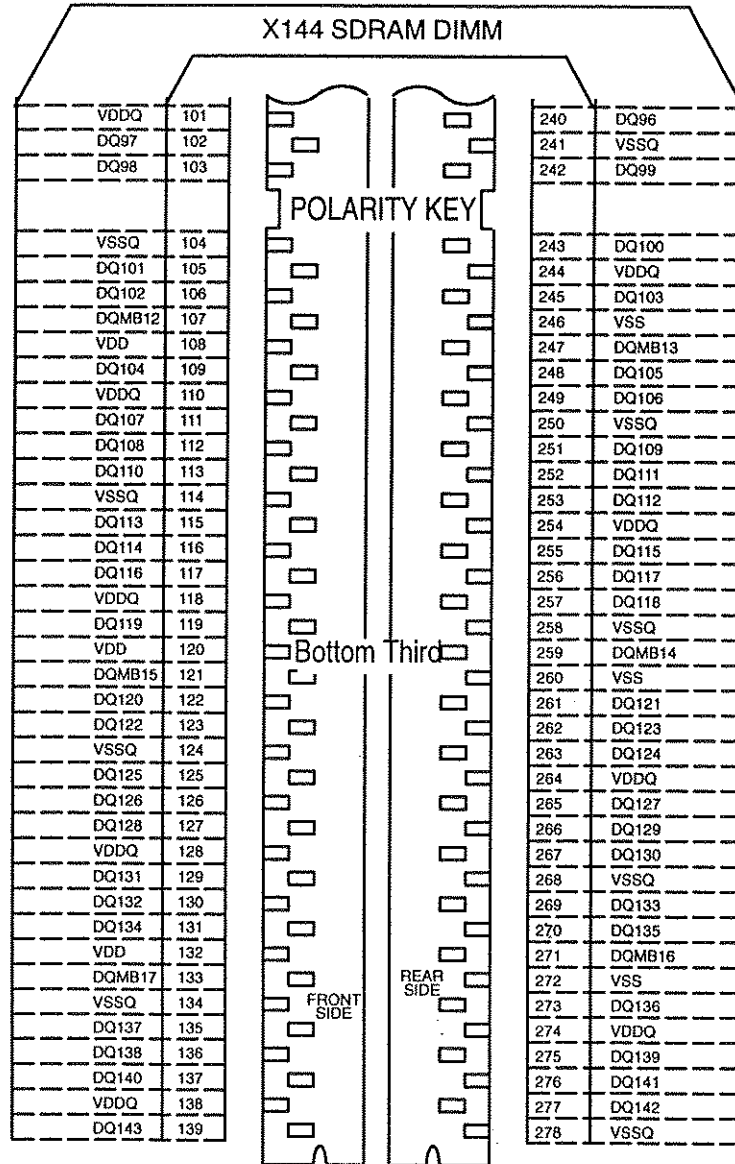 X144 SDRAM DIMM
VDDQ 101 240 DQ96
DQ97 102 241 VSSQ
DQ98 103 242 DQ99
POLARITY KEY
VSSQ 104 243 DQ100
DQ101 105 244 VDDQ
DQ102 106 245 DQ103
DQMB12 107 246 VSS
VDD 108 247 DQMB13
DQ104 109 248 DQ105
VDDQ 110 249 DQ106
DQ107 111 250 VSSQ
DQ108 112 251 DQ109
DQ110 113 252 DQ111
VSSQ 114 253 DQ112
DQ113 115 254 VDDQ
DQ114 116 255 DQ115
DQ116 117 256 DQ117
VDDQ 118 257 DQ118
DQ119 119 258 VSSQ
VDD 120 Bottom Third 259 DQMB14
DQMB15 121 260 VSS
DQ120 122 261 DQ121
DQ122 123 262 DQ123
VSSQ 124 263 DQ124
DQ125 125 264 VDDQ
DQ126 126 265 DQ127
DQ128 127 266 DQ129
VDDQ 128 267 DQ130
DQ131 129 268 VSSQ
DQ132 130 269 DQ133
DQ134 131 270 DQ135
VDD 132 271 DQMB16
DQMB17 133 REAR 272 VSS
VSSQ 134 FRONT SIDE 273 DQ136
DQ137 135 SIDE 274 VDDQ
DQ138 136 275 DQ139
DQ140 137 276 DQ141
VDDQ 138 277 DQ142
DQ143 139 278 VSSQ